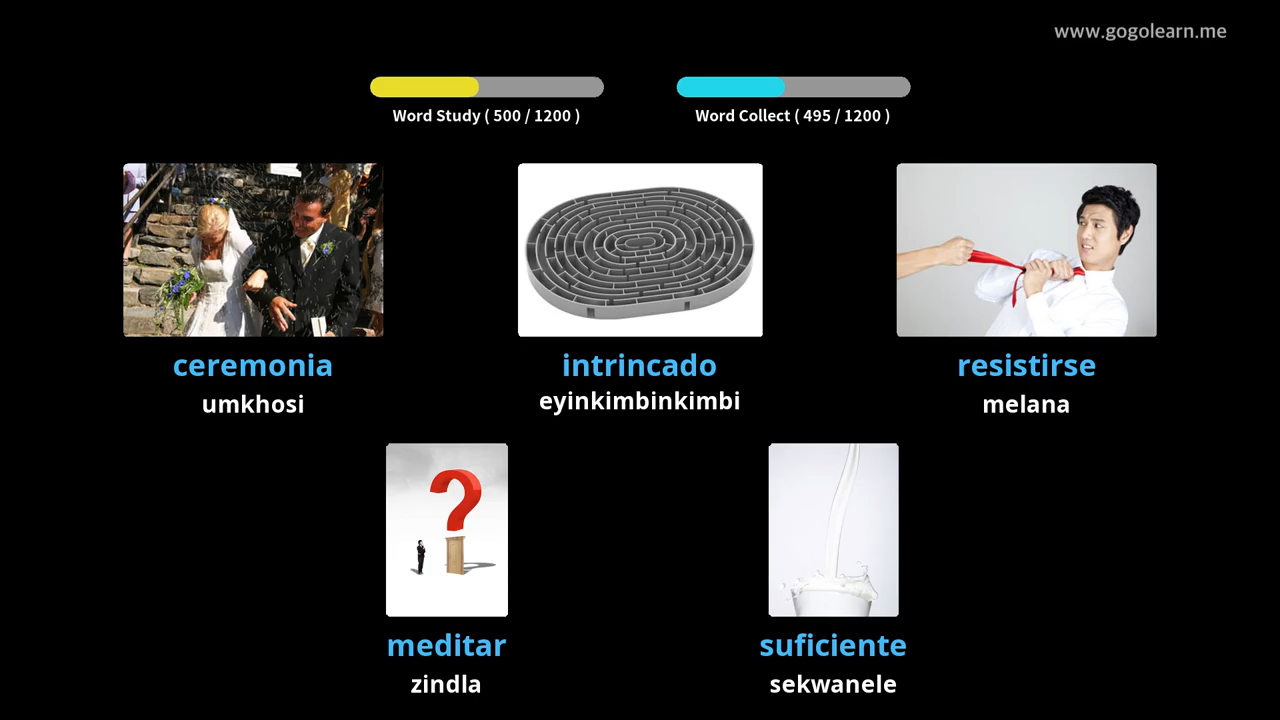 www.gogolearn.me
Word Study ( 500 / 1200 )
Word Collect ( 495 / 1200 )
ceremonia
umkhosi
intrincado
eyinkimbinkimbi
resistirse
melana
meditar
zindla
suficiente
sekwanele